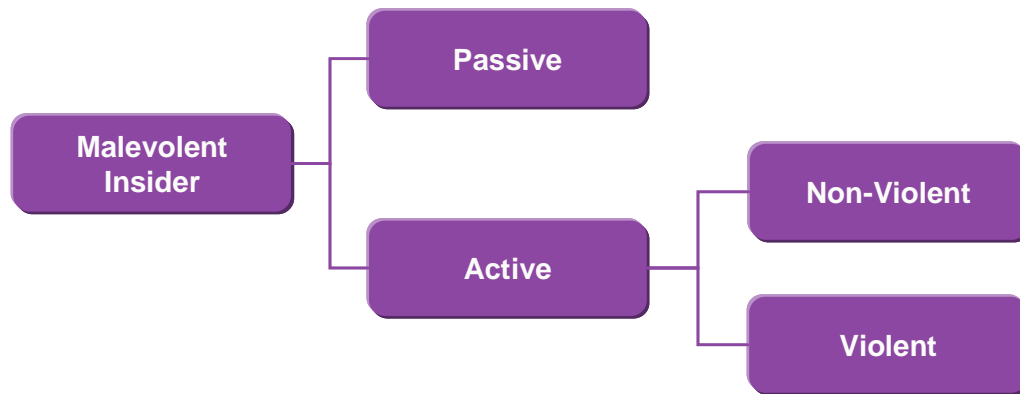 Passive
Malevolent
Insider
Non-Violent
Active
Violent